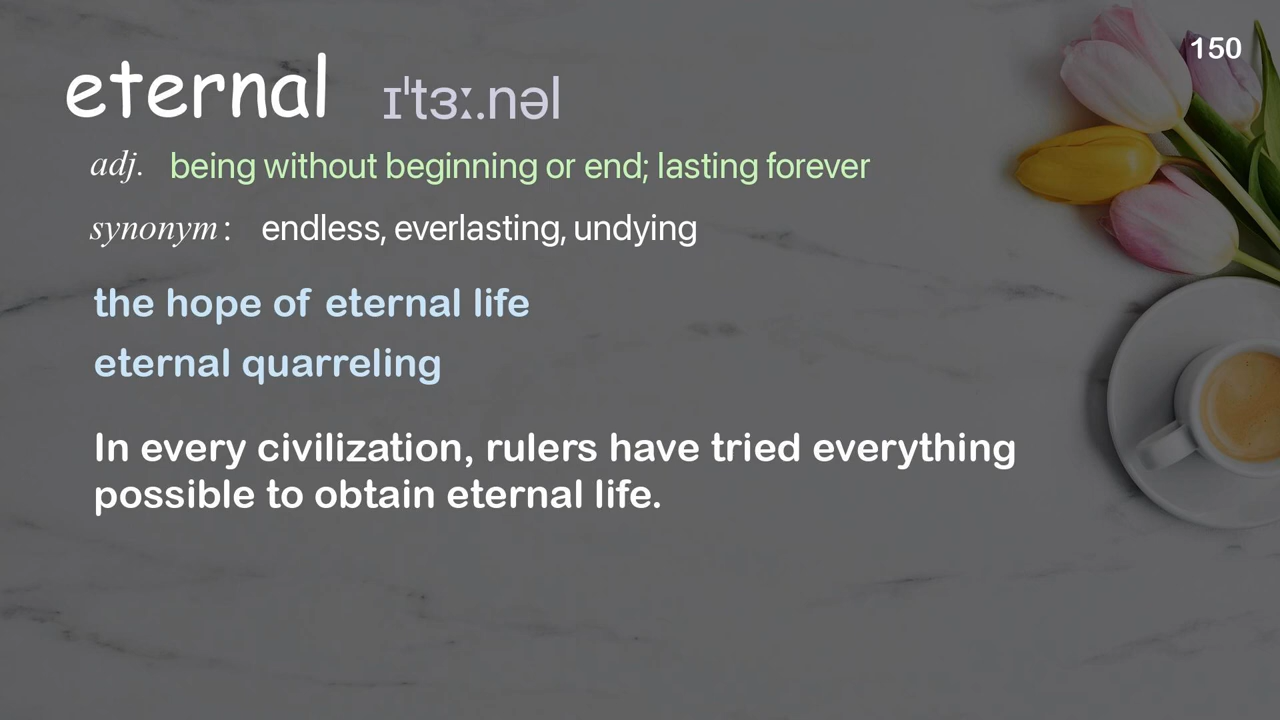 150
eternal ɪˈtɜː.nəl
adj. being without beginning or end; lasting forever
synonym: endless, everlasting, undying
the hope of eternal life
eternal quarreling
In every civilization, rulers have tried everything
possible to obtain eternal life.